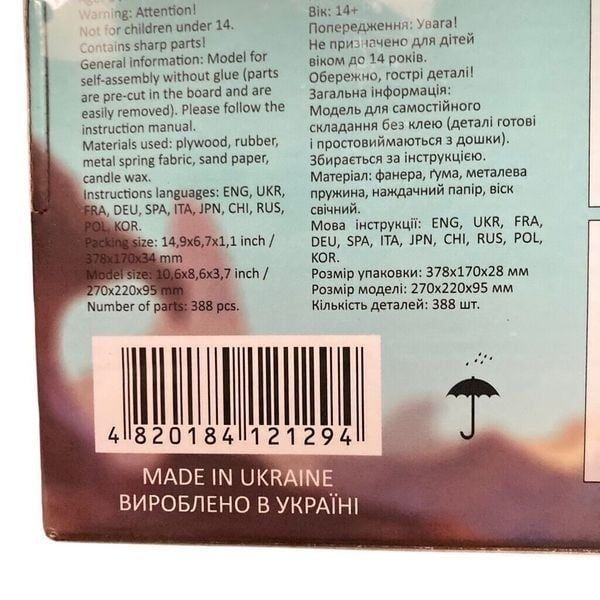 Warning: Attention!
Not for children under 14.
Contains sharp parts!
General information: Model for
self-assembly without glue (parts
are pre-cut in the board and are
easily removed). Please follow the
instruction manual.
Materials used: plywood, rubber,
metal spring fabric, sand paper,
candle wax.
Instructions languages: ENG, UKR,
FRA, DEU, SPA, ITA, JPN, CHI, RUS,
POL, KOR.
Packing size: 14,9x6,7x1,1 inch /
378x170x34 mm
Model size: 10,6x8,6x3,7 inch /
270x220x95 mm
Number of parts: 388 pcs.
Вік: 14+
Попередження: Увага!
Не призначено для дітей
віком до 14 років.
Обережно, гострі деталі!
Загальна інформація:
Модель для самостійного
складання без клею (деталі готові
і простовиймаються з дошки).
Збирається за інструкцією.
Матеріал: фанера, ґума, металева
пружина, наждачний папір, віск
свічний.
Мова інструкції: ENG, UKR, FRA,
DEU, SPA, ITA, JPN, CHI, RUS, POL,
KOR.
Розмір упаковки: 378x170x28 мм
Розмір моделі: 270x220x95 мм
Кількість деталей: 388 шт.
4 820184 121294
MADE IN UKRAINE
ВИРОБЛЕНО В УКРАЇНІ